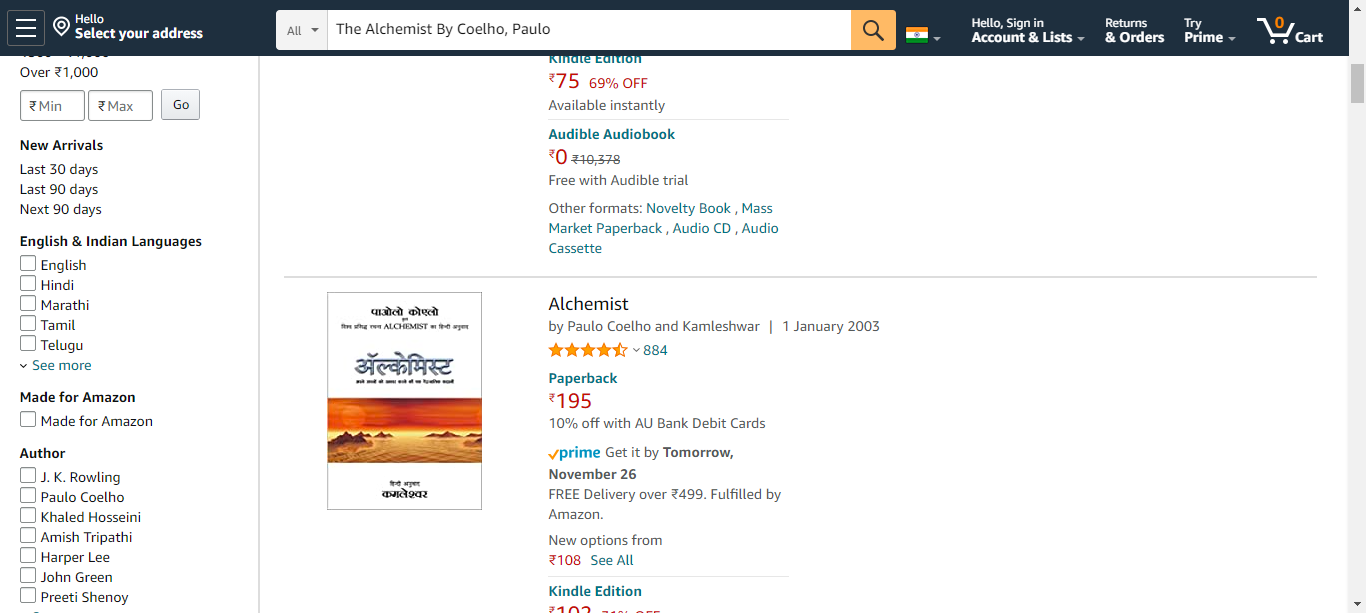 Hello
Select your address
All
The Alchemist By Coelho, Paulo
Hello, Sign in
Account & Lists
Returns
& Orders
Try
Prime
0
Cart
Over ₹1,000
₹ Min
₹ Max
Go
New Arrivals
Last 30 days
Last 90 days
Next 90 days
English & Indian Languages
English
Hindi
Marathi
Tamil
Telugu
See more
Made for Amazon
Made for Amazon
Author
J. K. Rowling
Paulo Coelho
Khaled Hosseini
Amish Tripathi
Harper Lee
John Green
Preeti Shenoy
Kindle Edition
₹75 69% OFF
Available instantly
Audible Audiobook
₹0 ₹10,378
Free with Audible trial
Other formats: Novelty Book , Mass
Market Paperback , Audio CD , Audio
Cassette
पाओलो कोएलो
विश्व प्रसिद्ध रचना ALCHEMIST का हिन्दी अनुवाद
ॲल्केमिस्ट
हिन्दी अनुवाद
कमलेश्वर
Alchemist
by Paulo Coelho and Kamleshwar | 1 January 2003
884
Paperback
₹195
10% off with AU Bank Debit Cards
prime Get it by Tomorrow,
November 26
FREE Delivery over ₹499. Fulfilled by
Amazon.
New options from
₹108 See All
Kindle Edition